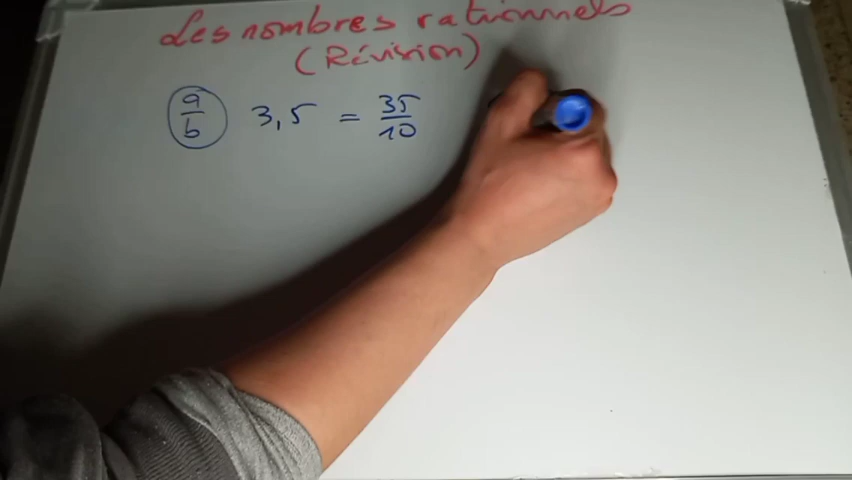 Les nombres rationnels
(Révision)
a/b 3,5 = 35/10